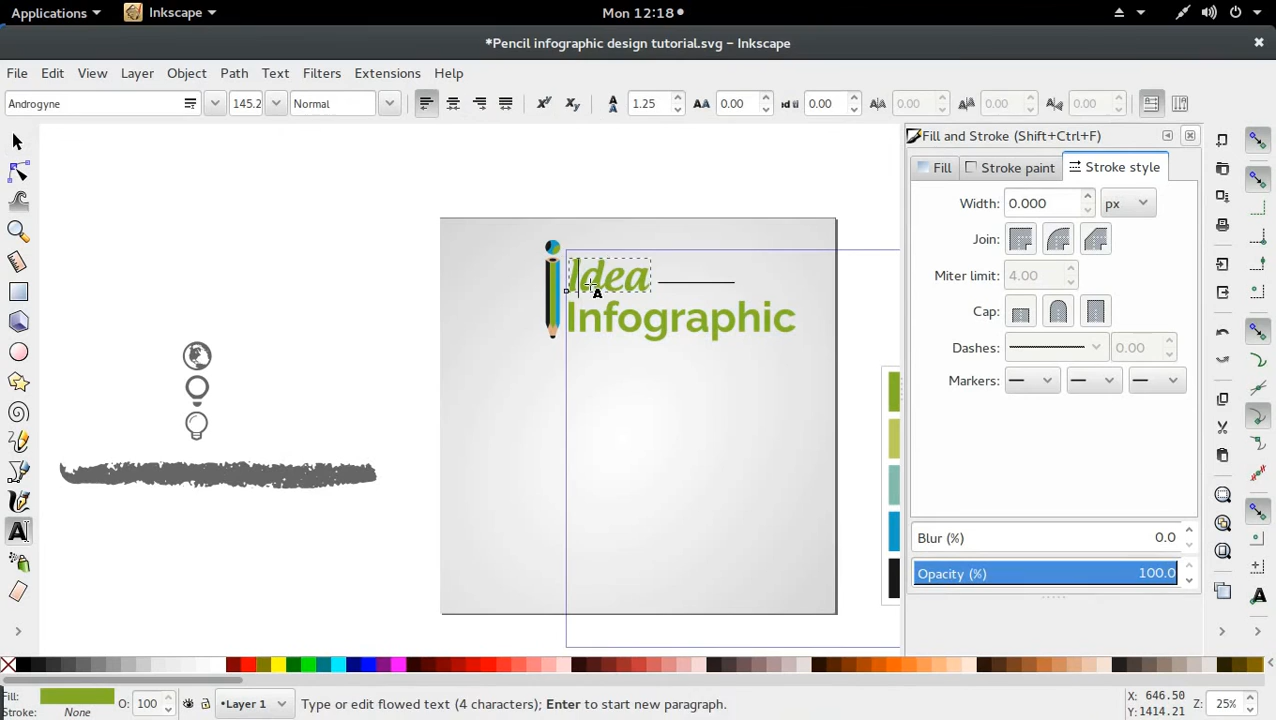 Applications Inkscape Mon 12:18
*Pencil infographic design tutorial.svg – Inkscape
File Edit View Layer Object Path Text Filters Extensions Help
Androgyne 145.2 Normal 1.25 0.00 0.00 0.00 0.00 0.00
Fill and Stroke (Shift+Ctrl+F)
Fill Stroke paint Stroke style
Width: 0.000 px
Join:
Miter limit: 4.00
Cap:
Dashes: 0.00
Markers:
Idea
Infographic
Blur (%) 0.0
Opacity (%) 100.0
Fill:
Stroke: None
O: 100
•Layer 1
Type or edit flowed text (4 characters); Enter to start new paragraph.
X: 646.50
Y: 1414.21
Z: 25%